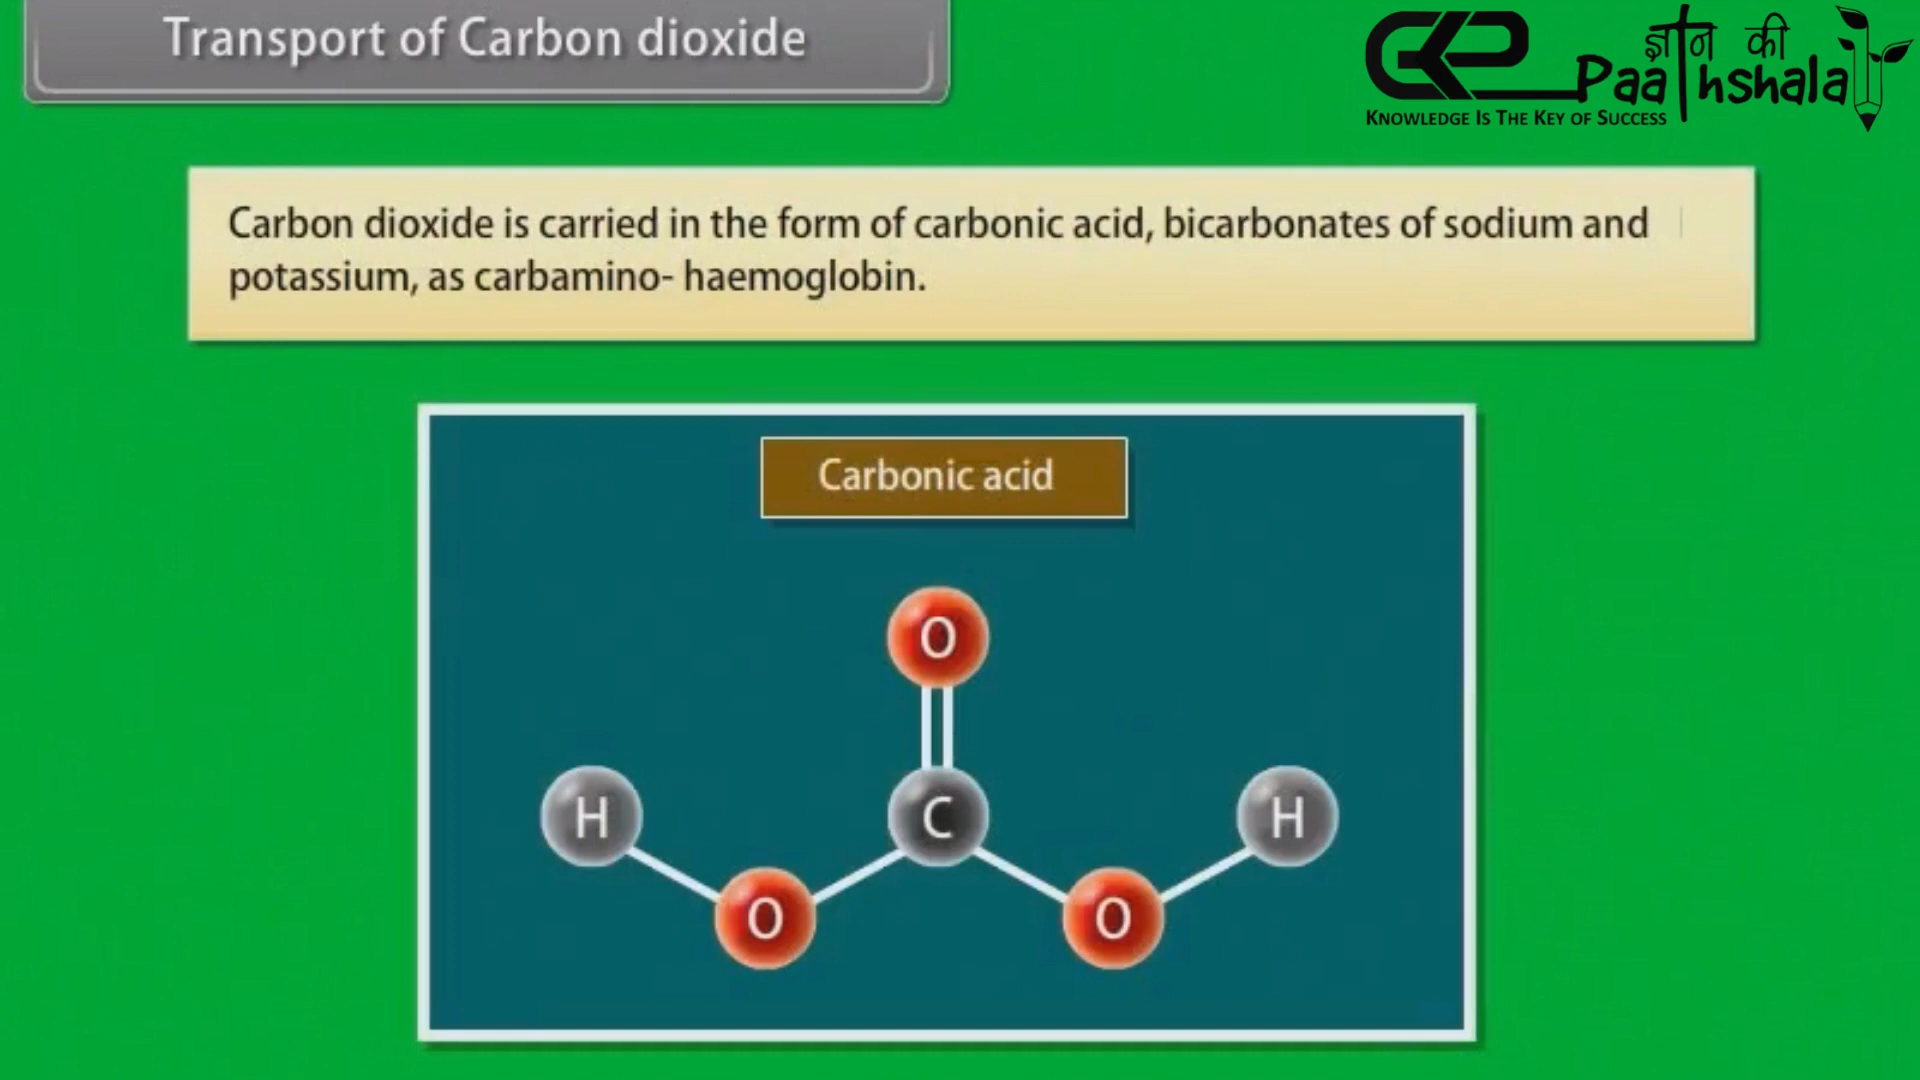 Transport of Carbon dioxide
GKP
ज्ञान की
Paathshala
KNOWLEDGE IS THE KEY OF SUCCESS
Carbon dioxide is carried in the form of carbonic acid, bicarbonates of sodium and
potassium, as carbamino- haemoglobin.
Carbonic acid
O
H C H
O O